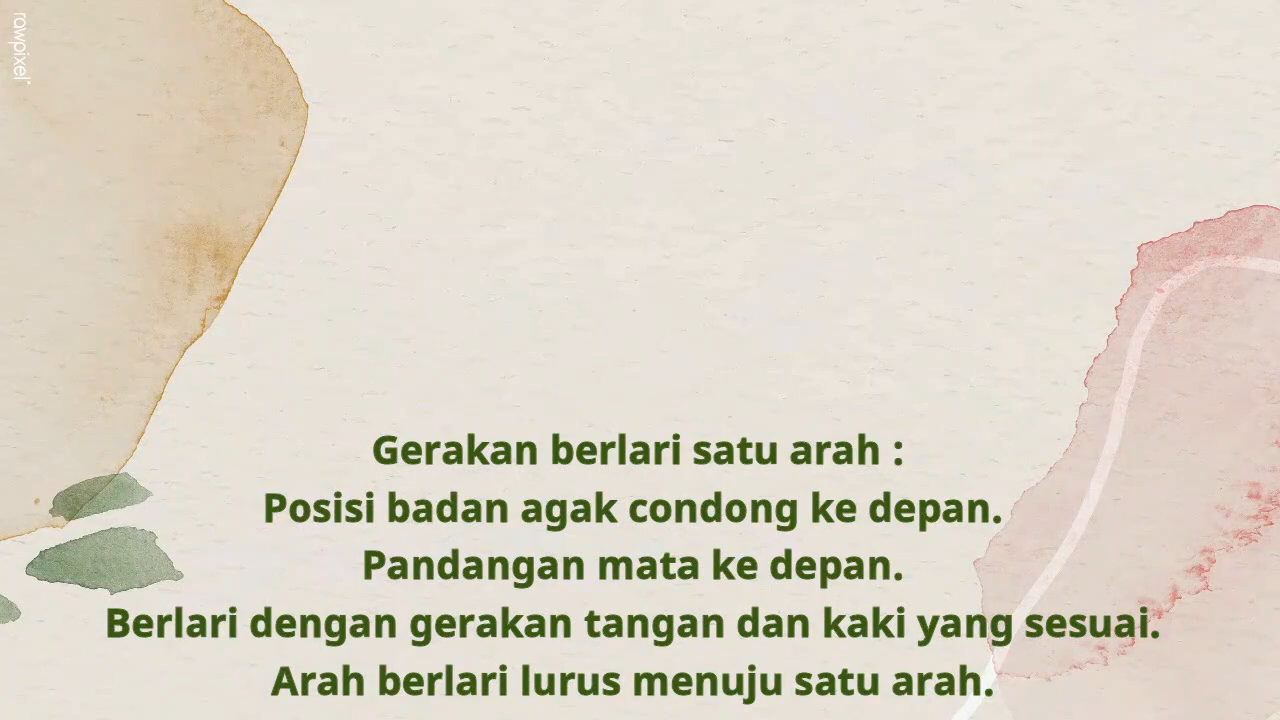 rawpixel
Gerakan berlari satu arah :
Posisi badan agak condong ke depan.
Pandangan mata ke depan.
Berlari dengan gerakan tangan dan kaki yang sesuai.
Arah berlari lurus menuju satu arah.